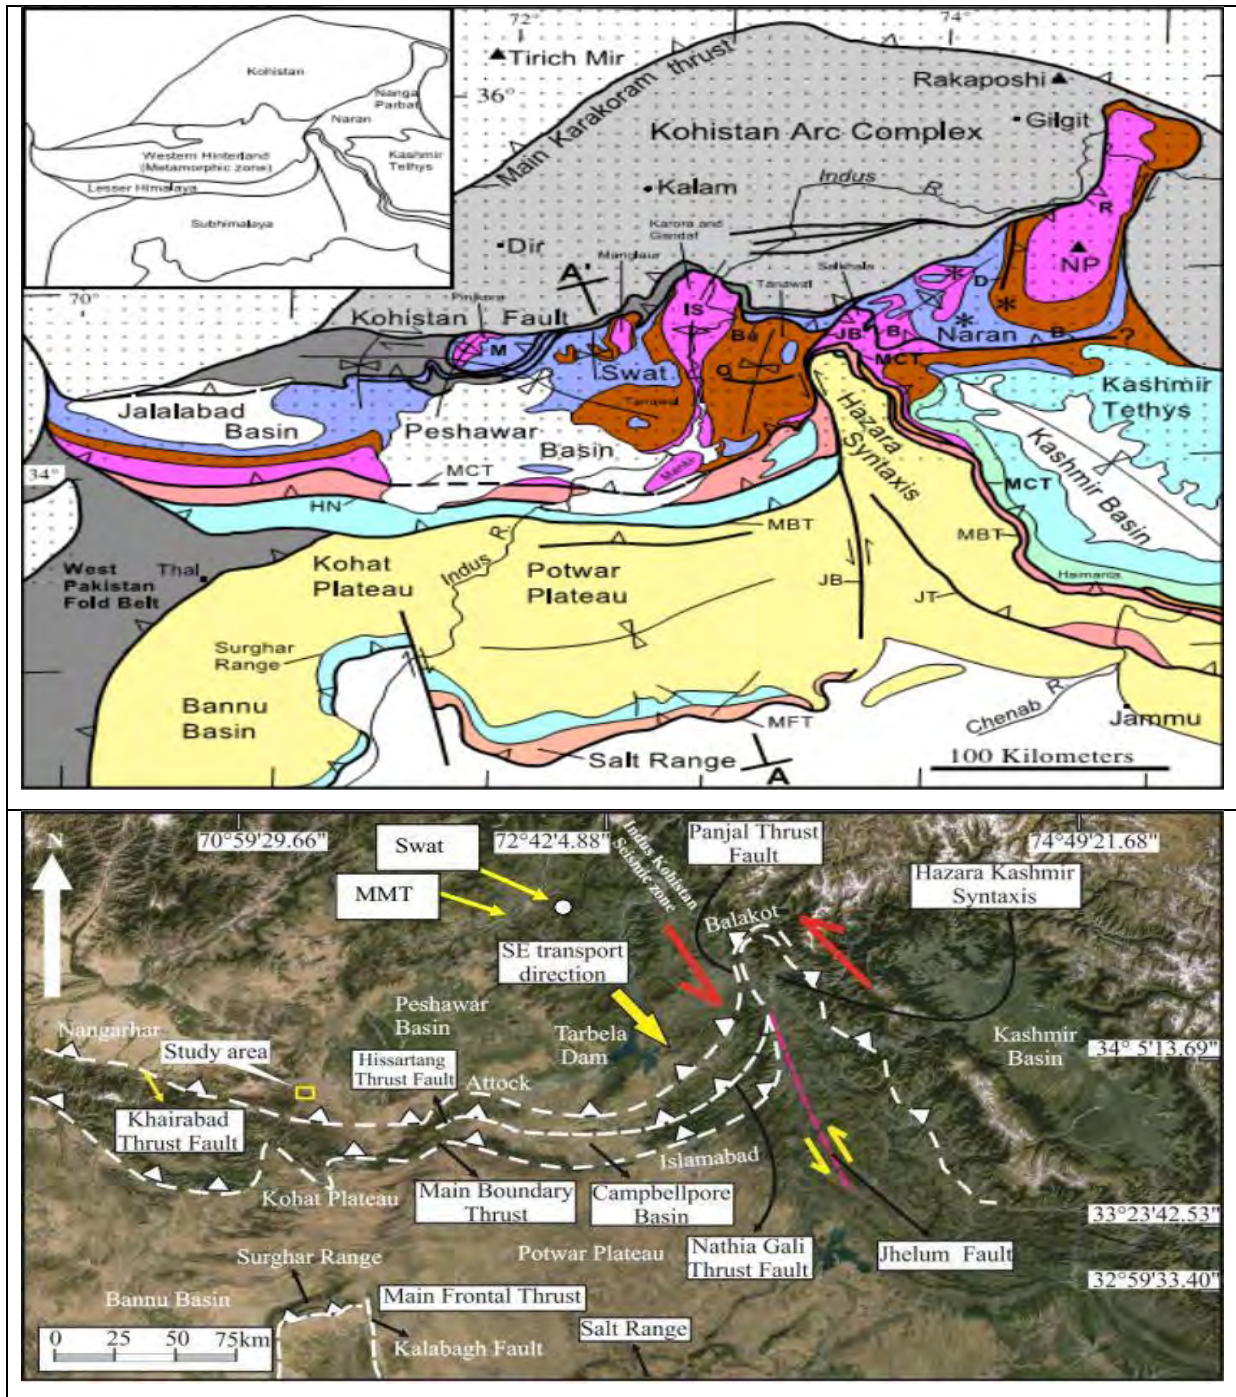 72°
74°
Tirich Mir
36°
Main Karakoram thrust
Rakaposhi
Gilgit
Kohistan Arc Complex
Kalam
Indus
R.
Dir
Karora and
Gandaf
Manglaur
A'
Salkhala
Tanawal
R
NP
Kohistan
Nanga
Parbat
Naran
Western Hinterland
(Metamorphic zone)
Kashmir
Tethys
Lesser Himalaya
Subhimalaya
70°
Kohistan Fault
M
IS
D
JB
B
Naran
B
?
MCT
Swat
O
Kashmir
Tethys
Jalalabad
Basin
Peshawar
Basin
Hazara
Syntaxis
Kashmir Basin
34°
MCT
HN
MCT
MBT
MBT
Kohat
Plateau
Indus
R.
Potwar
Plateau
JB
JT
West
Pakistan
Fold Belt
Thal
Surghar
Range
Bannu
Basin
MFT
Salt Range
A
Chenab R.
Jammu
100 Kilometers
N
70°59'29.66"
72°42'4.88"
74°49'21.68"
Swat
MMT
Indus Kohistan
Seismic zone
Panjal Thrust
Fault
Hazara Kashmir
Syntaxis
Balakot
SE transport
direction
Peshawar
Basin
Tarbela
Dam
Kashmir
Basin
34° 5'13.69"
Nangarhar
Study area
Hissartang
Thrust Fault
Attock
Khairabad
Thrust Fault
Islamabad
Kohat Plateau
Main Boundary
Thrust
Campbellpore
Basin
33°23'42.53"
Nathia Gali
Thrust Fault
Jhelum Fault
Surghar Range
Potwar Plateau
32°59'33.40"
Bannu Basin
Main Frontal Thrust
Salt Range
Kalabagh Fault
0 25 50 75km